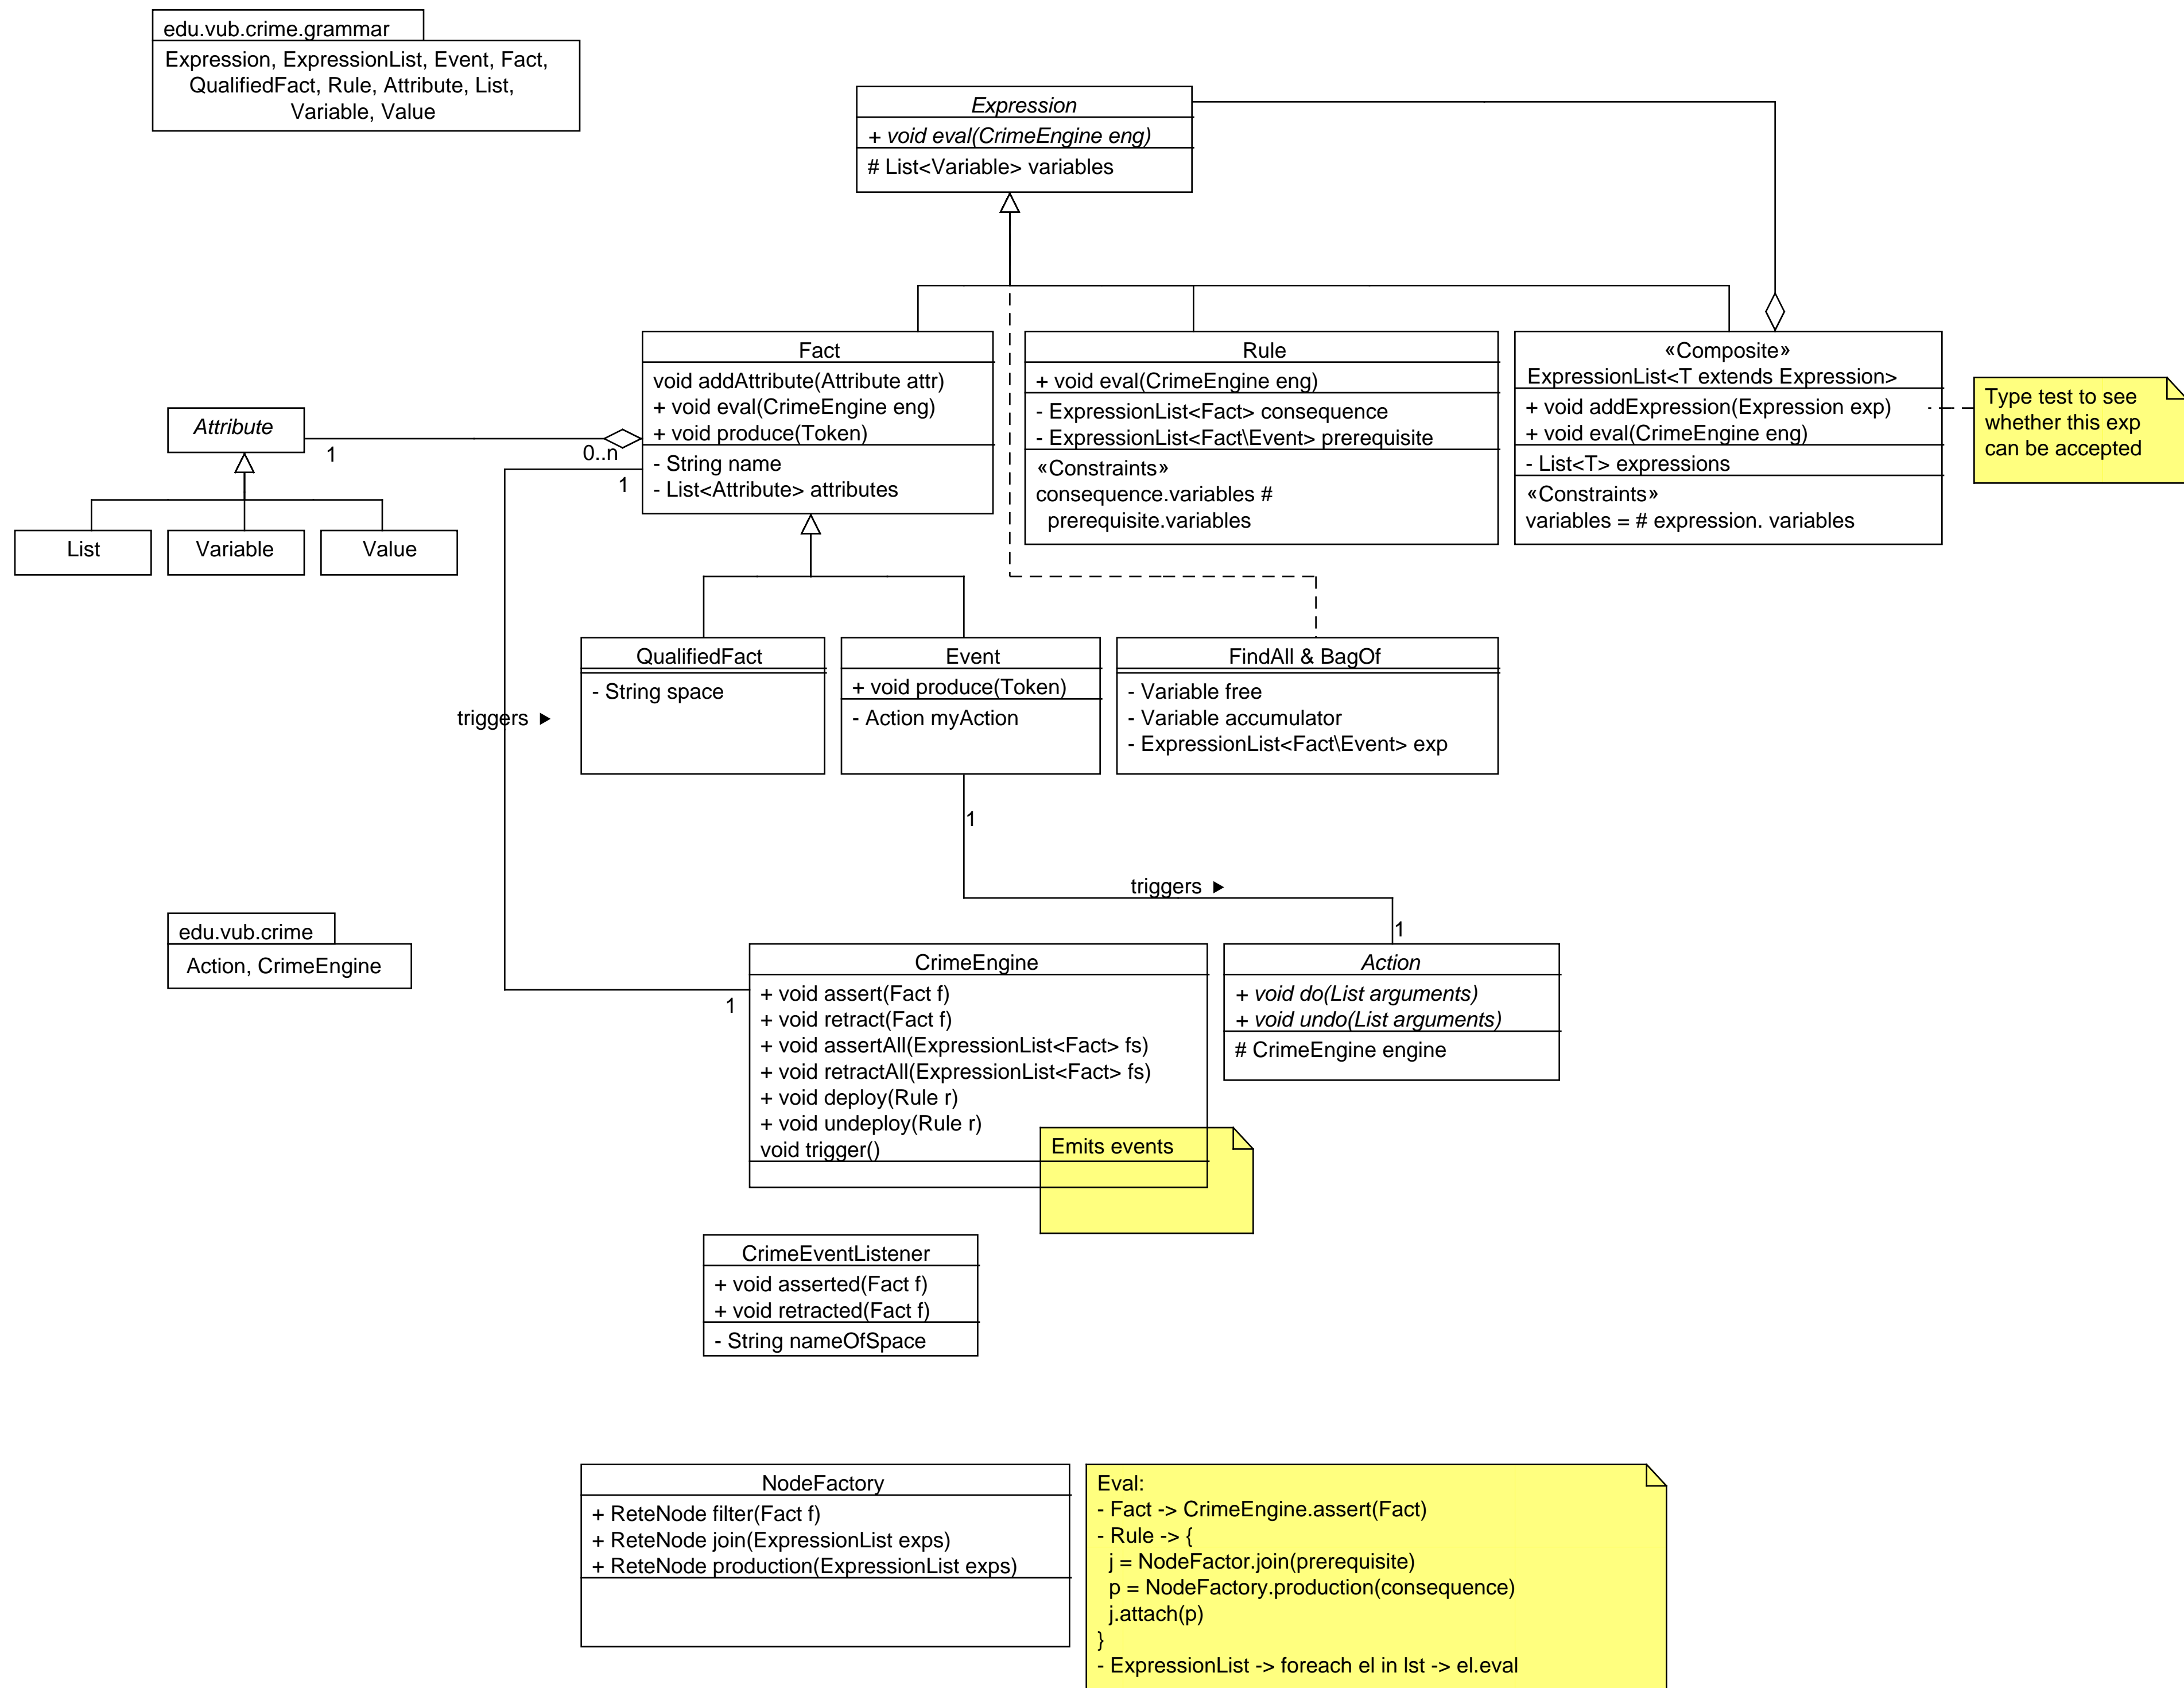 edu.vub.crime.grammar
Expression, ExpressionList, Event, Fact,
QualifiedFact, Rule, Attribute, List,
Variable, Value
Expression
+ void eval(CrimeEngine eng)
# List<Variable> variables
Fact
void addAttribute(Attribute attr)
+ void eval(CrimeEngine eng)
+ void produce(Token)
- String name
- List<Attribute> attributes
Rule
+ void eval(CrimeEngine eng)
- ExpressionList<Fact> consequence
- ExpressionList<Fact\Event> prerequisite
«Constraints»
consequence.variables #
prerequisite.variables
«Composite»
ExpressionList<T extends Expression>
+ void addExpression(Expression exp)
+ void eval(CrimeEngine eng)
- List<T> expressions
«Constraints»
variables = # expression. variables
Type test to see
whether this exp
can be accepted
Attribute
1
0..n
1
List
Variable
Value
QualifiedFact
- String space
Event
+ void produce(Token)
- Action myAction
FindAll & BagOf
- Variable free
- Variable accumulator
- ExpressionList<Fact\Event> exp
triggers ►
1
triggers ►
1
edu.vub.crime
Action, CrimeEngine
1
CrimeEngine
+ void assert(Fact f)
+ void retract(Fact f)
+ void assertAll(ExpressionList<Fact> fs)
+ void retractAll(ExpressionList<Fact> fs)
+ void deploy(Rule r)
+ void undeploy(Rule r)
void trigger()
Action
+ void do(List arguments)
+ void undo(List arguments)
# CrimeEngine engine
Emits events
CrimeEventListener
+ void asserted(Fact f)
+ void retracted(Fact f)
- String nameOfSpace
NodeFactory
+ ReteNode filter(Fact f)
+ ReteNode join(ExpressionList exps)
+ ReteNode production(ExpressionList exps)
Eval:
- Fact -> CrimeEngine.assert(Fact)
- Rule -> {
j = NodeFactor.join(prerequisite)
p = NodeFactory.production(consequence)
j.attach(p)
}
- ExpressionList -> foreach el in lst -> el.eval